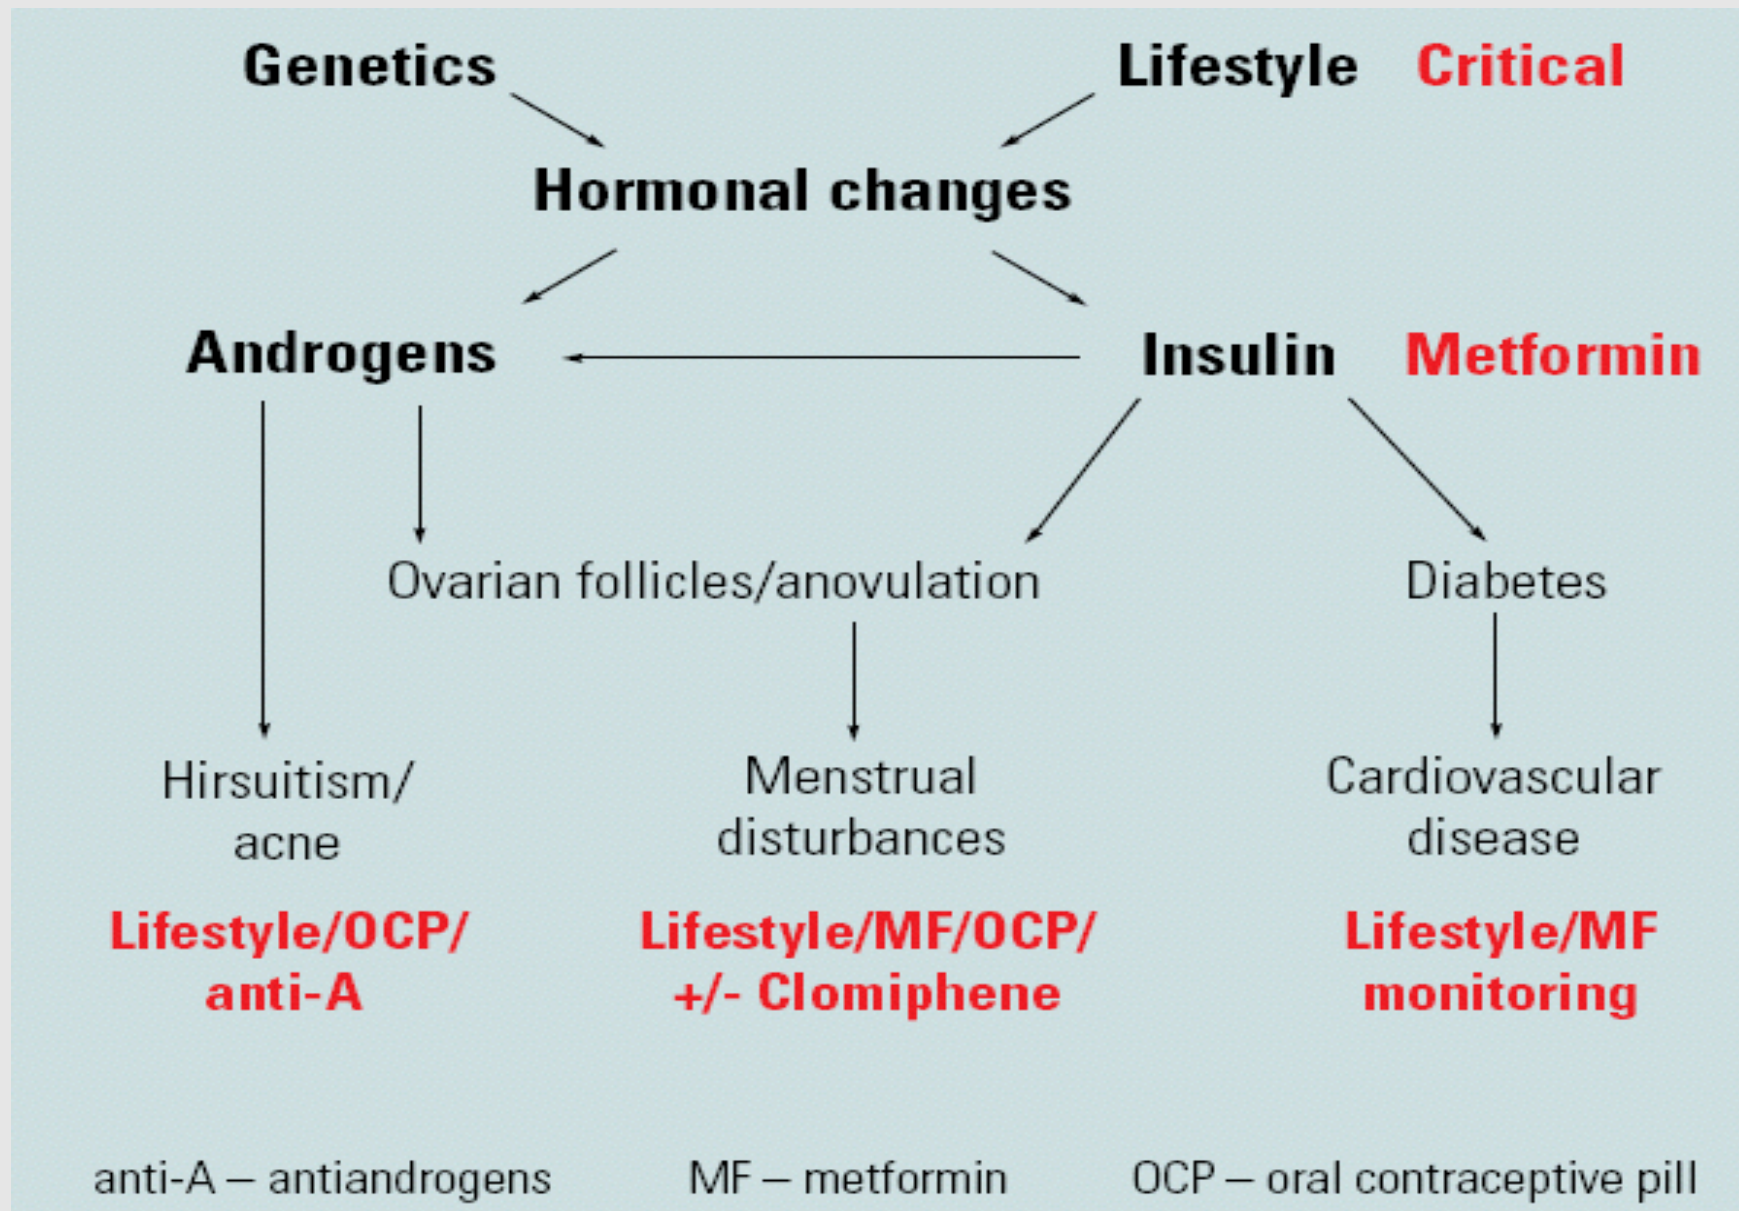 Genetics
Lifestyle Critical
Hormonal changes
Androgens
Insulin Metformin
Ovarian follicles/anovulation
Diabetes
Hirsuitism/
acne
Menstrual
disturbances
Cardiovascular
disease
Lifestyle/OCP/
anti-A
Lifestyle/MF/OCP/
+/- Clomiphene
Lifestyle/MF
monitoring
anti-A – antiandrogens
MF – metformin
OCP – oral contraceptive pill